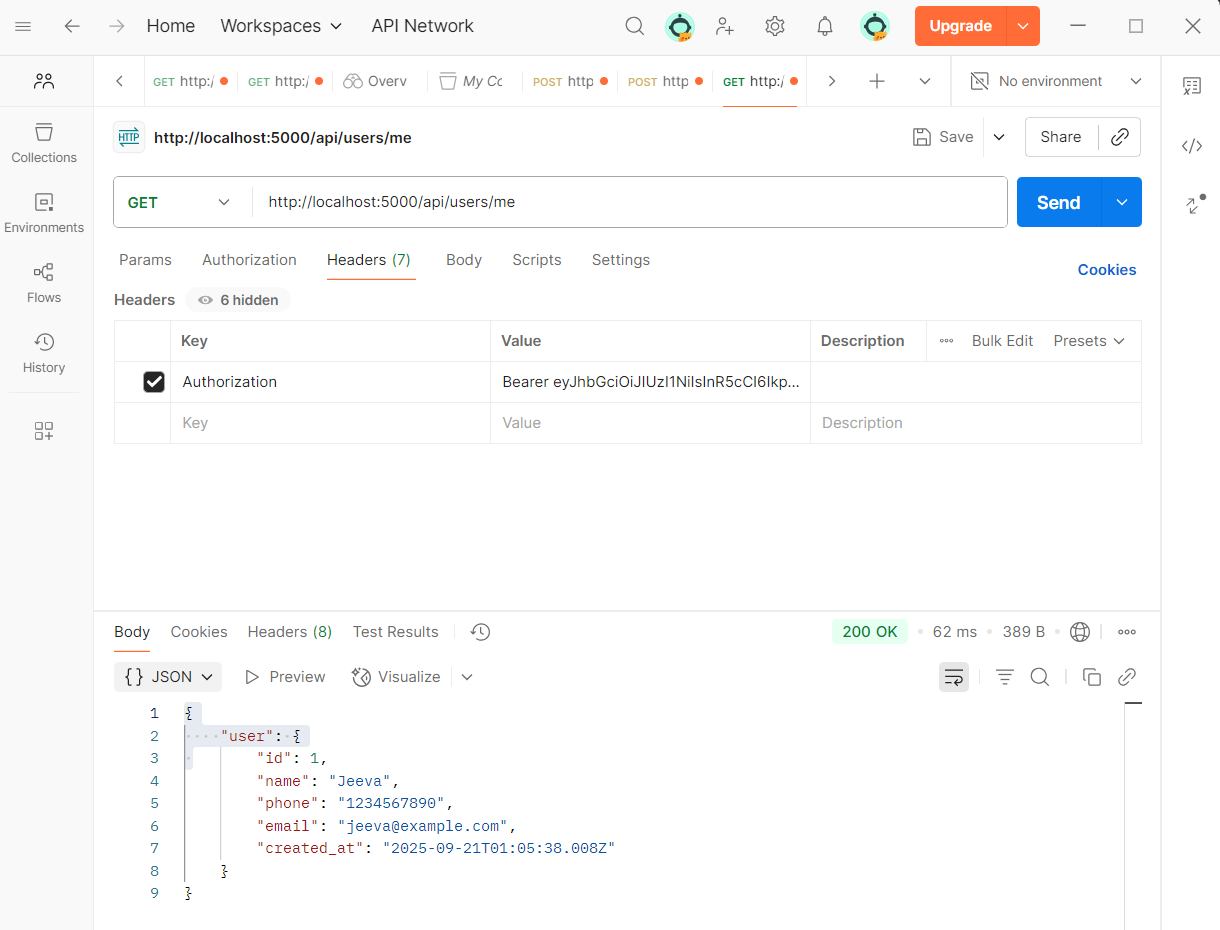 Home Workspaces API Network Upgrade
GET http:/ GET http:/ Overv My Cc POST http POST http GET http:/ No environment
HTTP http://localhost:5000/api/users/me Save Share
Collections
Environments
Flows
History
GET http://localhost:5000/api/users/me Send
Params Authorization Headers (7) Body Scripts Settings Cookies
Headers 6 hidden
Key Value Description Bulk Edit Presets
Authorization Bearer eyJhbGciOiJIUzI1NiIsInR5cCI6Ikp...
Key Value Description
Body Cookies Headers (8) Test Results 200 OK 62 ms 389 B
{} JSON Preview Visualize
1 {
2 "user": {
3 "id": 1,
4 "name": "Jeeva",
5 "phone": "1234567890",
6 "email": "jeeva@example.com",
7 "created_at": "2025-09-21T01:05:38.008Z"
8 }
9 }